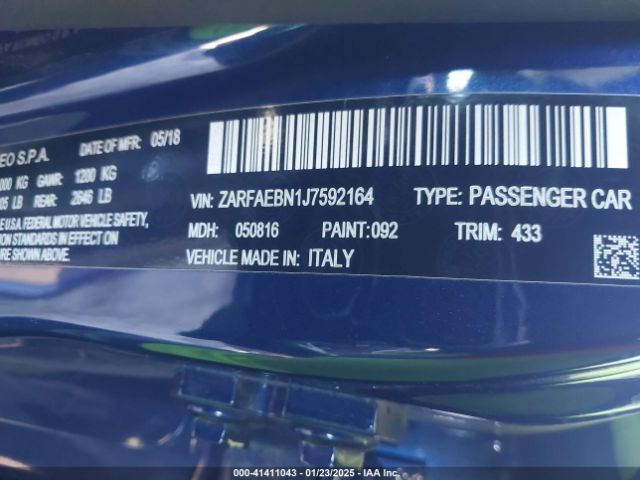 EO S.P.A. DATE OF MFR: 05/18
000 KG GAWR: 1200 KG
05 LB REAR: 2646 LB
E U.S.A. FEDERAL MOTOR VEHICLE SAFETY,
ION STANDARDS IN EFFECT ON
URE SHOWN ABOVE.
VIN: ZARFAEBN1J7592164 TYPE: PASSENGER CAR
MDH: 050816 PAINT:092 TRIM: 433
VEHICLE MADE IN: ITALY
000-41411043 - 01/23/2025 - IAA Inc.